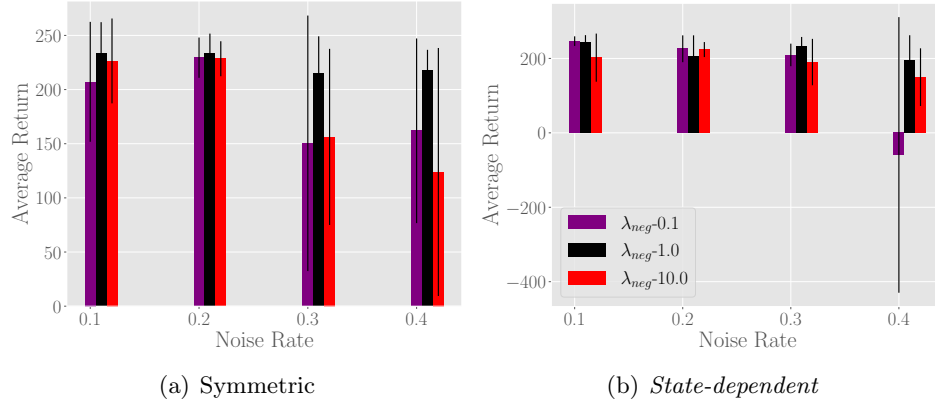 250
200
150
100
50
0
Average Return
0.1 0.2 0.3 0.4
Noise Rate
(a) Symmetric
200
0
−200
−400
Average Return
λneg-0.1
λneg-1.0
λneg-10.0
0.1 0.2 0.3 0.4
Noise Rate
(b) State-dependent